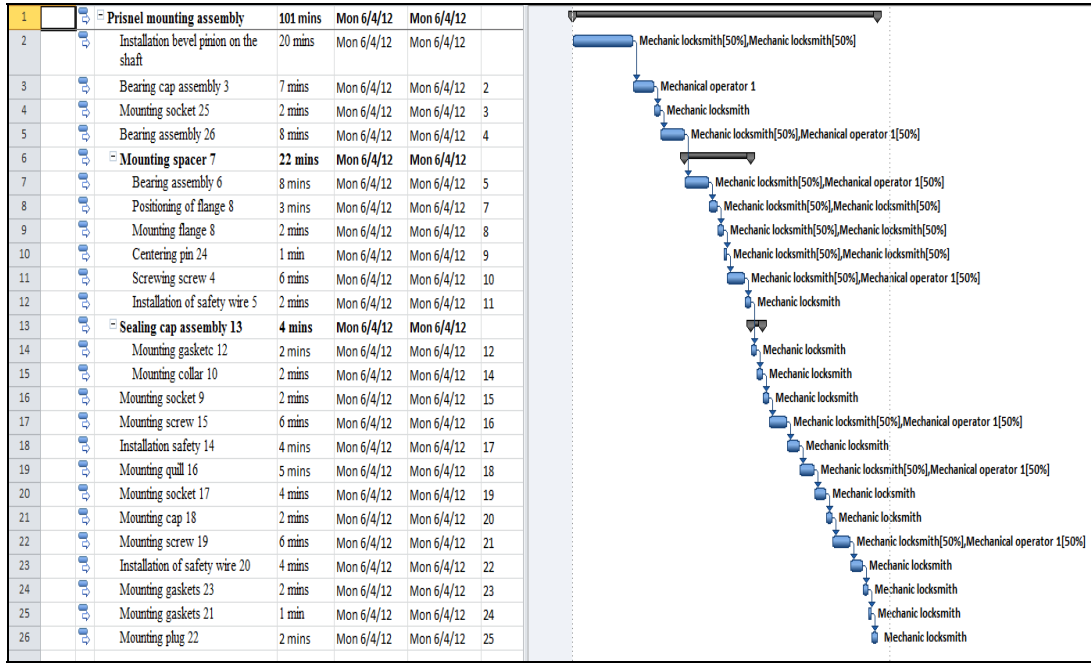 1 Prisnel mounting assembly 101 mins Mon 6/4/12 Mon 6/4/12
2 Installation bevel pinion on the 20 mins Mon 6/4/12 Mon 6/4/12 Mechanic locksmith[50%],Mechanic locksmith[50%]
shaft
3 Bearing cap assembly 3 7 mins Mon 6/4/12 Mon 6/4/12 2 Mechanical operator 1
4 Mounting socket 25 2 mins Mon 6/4/12 Mon 6/4/12 3 Mechanic locksmith
5 Bearing assembly 26 8 mins Mon 6/4/12 Mon 6/4/12 4 Mechanic locksmith[50%],Mechanical operator 1[50%]
6 Mounting spacer 7 22 mins Mon 6/4/12 Mon 6/4/12
7 Bearing assembly 6 8 mins Mon 6/4/12 Mon 6/4/12 5 Mechanic locksmith[50%],Mechanical operator 1[50%]
8 Positioning of flange 8 3 mins Mon 6/4/12 Mon 6/4/12 7 Mechanic locksmith[50%],Mechanic locksmith[50%]
9 Mounting flange 8 2 mins Mon 6/4/12 Mon 6/4/12 8 Mechanic locksmith[50%],Mechanic locksmith[50%]
10 Centering pin 24 1 min Mon 6/4/12 Mon 6/4/12 9 Mechanic locksmith[50%],Mechanic locksmith[50%]
11 Screwing screw 4 6 mins Mon 6/4/12 Mon 6/4/12 10 Mechanic locksmith[50%],Mechanical operator 1[50%]
12 Installation of safety wire 5 2 mins Mon 6/4/12 Mon 6/4/12 11 Mechanic locksmith
13 Sealing cap assembly 13 4 mins Mon 6/4/12 Mon 6/4/12
14 Mounting gasketc 12 2 mins Mon 6/4/12 Mon 6/4/12 12 Mechanic locksmith
15 Mounting collar 10 2 mins Mon 6/4/12 Mon 6/4/12 14 Mechanic locksmith
16 Mounting socket 9 2 mins Mon 6/4/12 Mon 6/4/12 15 Mechanic locksmith
17 Mounting screw 15 6 mins Mon 6/4/12 Mon 6/4/12 16 Mechanic locksmith[50%],Mechanical operator 1[50%]
18 Installation safety 14 4 mins Mon 6/4/12 Mon 6/4/12 17 Mechanic locksmith
19 Mounting quill 16 5 mins Mon 6/4/12 Mon 6/4/12 18 Mechanic locksmith[50%],Mechanical operator 1[50%]
20 Mounting socket 17 4 mins Mon 6/4/12 Mon 6/4/12 19 Mechanic locksmith
21 Mounting cap 18 2 mins Mon 6/4/12 Mon 6/4/12 20 Mechanic locksmith
22 Mounting screw 19 6 mins Mon 6/4/12 Mon 6/4/12 21 Mechanic locksmith[50%],Mechanical operator 1[50%]
23 Installation of safety wire 20 4 mins Mon 6/4/12 Mon 6/4/12 22 Mechanic locksmith
24 Mounting gaskets 23 2 mins Mon 6/4/12 Mon 6/4/12 23 Mechanic locksmith
25 Mounting gaskets 21 1 min Mon 6/4/12 Mon 6/4/12 24 Mechanic locksmith
26 Mounting plug 22 2 mins Mon 6/4/12 Mon 6/4/12 25 Mechanic locksmith